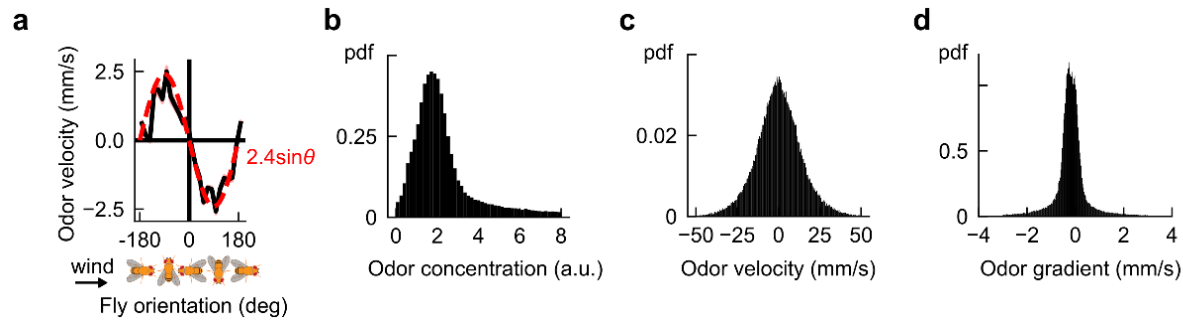 a
Odor velocity (mm/s)
2.5
0.0
−2.5
2.4sinθ
-180 0 180
wind
Fly orientation (deg)
b
pdf
0.25
0
0 2 4 6 8
Odor concentration (a.u.)
c
pdf
0.02
0
−50 −25 0 25 50
Odor velocity (mm/s)
d
pdf
0.5
0
−4 −2 0 2 4
Odor gradient (mm/s)